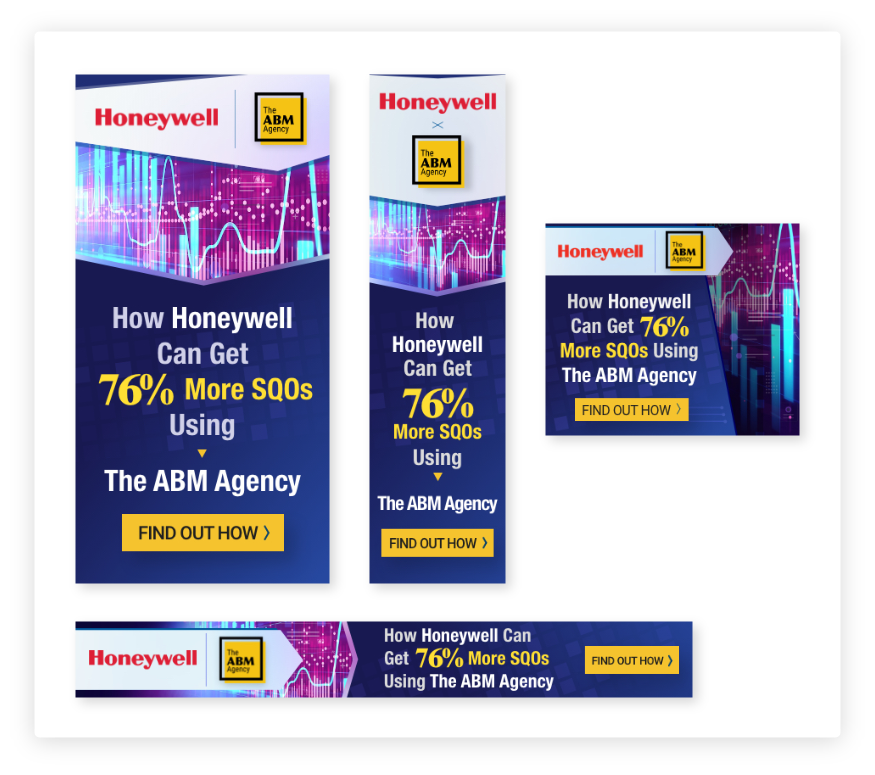 Honeywell
The
ABM
Agency
How Honeywell
Can Get
76% More SQOs
Using
The ABM Agency
FIND OUT HOW >
Honeywell
×
The
ABM
Agency
How
Honeywell
Can Get
76%
More SQOs
Using
The ABM Agency
FIND OUT HOW >
Honeywell
The
ABM
Agency
How Honeywell
Can Get 76%
More SQOs Using
The ABM Agency
FIND OUT HOW >
Honeywell
The
ABM
Agency
How Honeywell Can
Get 76% More SQOs
Using The ABM Agency
FIND OUT HOW >